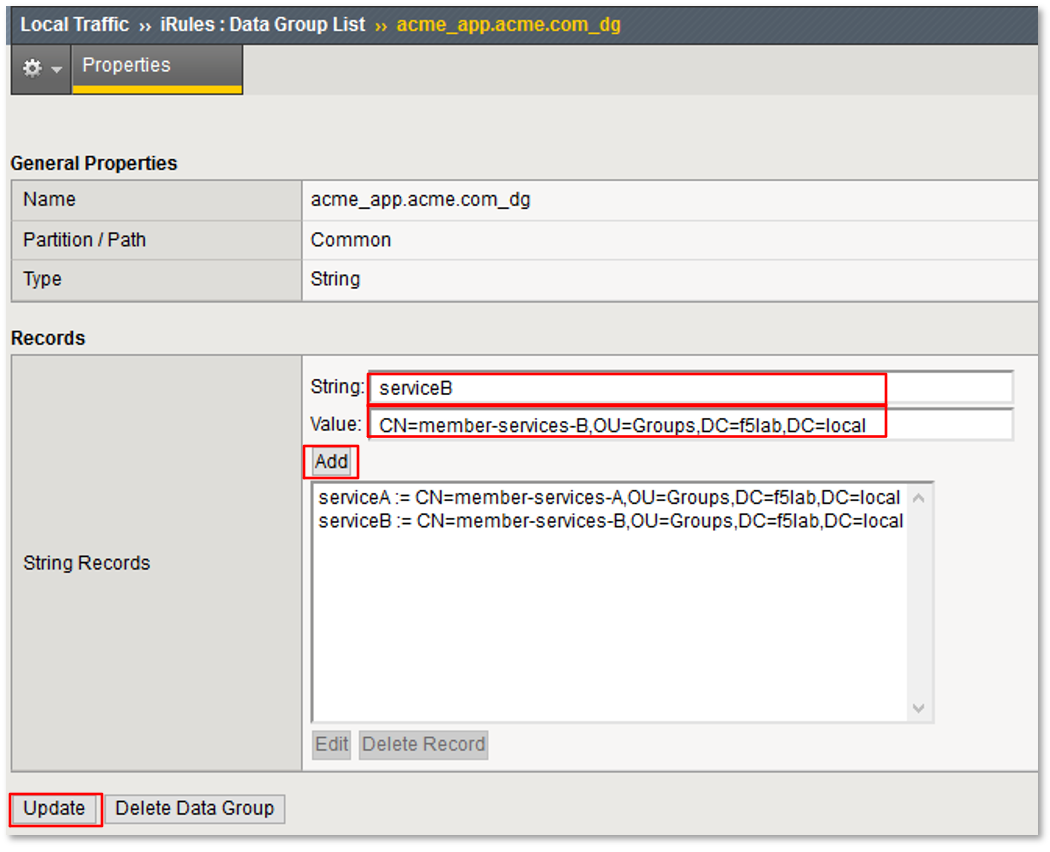 Local Traffic ›› iRules : Data Group List ›› acme_app.acme.com_dg
Properties
General Properties
Name acme_app.acme.com_dg
Partition / Path Common
Type String
Records
String: serviceB
Value: CN=member-services-B,OU=Groups,DC=f5lab,DC=local
Add
serviceA := CN=member-services-A,OU=Groups,DC=f5lab,DC=local
serviceB := CN=member-services-B,OU=Groups,DC=f5lab,DC=local
String Records
Edit Delete Record
Update Delete Data Group